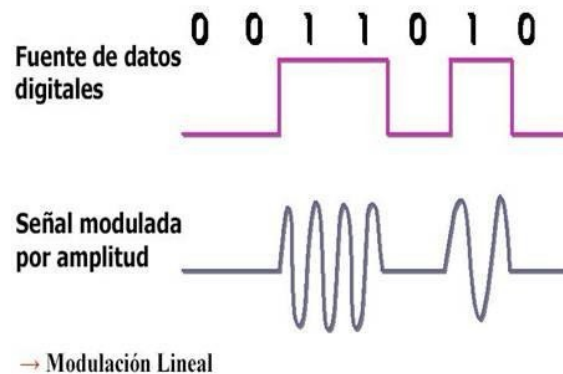 0 0 1 1 0 1 0
Fuente de datos
digitales
Señal modulada
por amplitud
→ Modulación Lineal